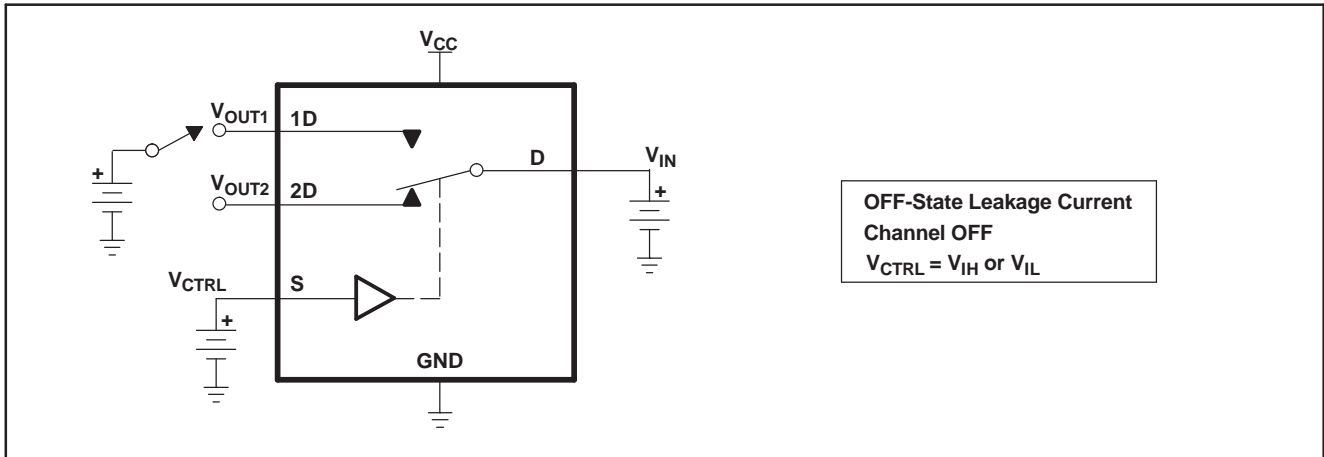 VCC
VOUT1 1D
+
D VIN
+
VOUT2 2D
VCTRL S
+
GND
OFF-State Leakage Current
Channel OFF
VCTRL = VIH or VIL